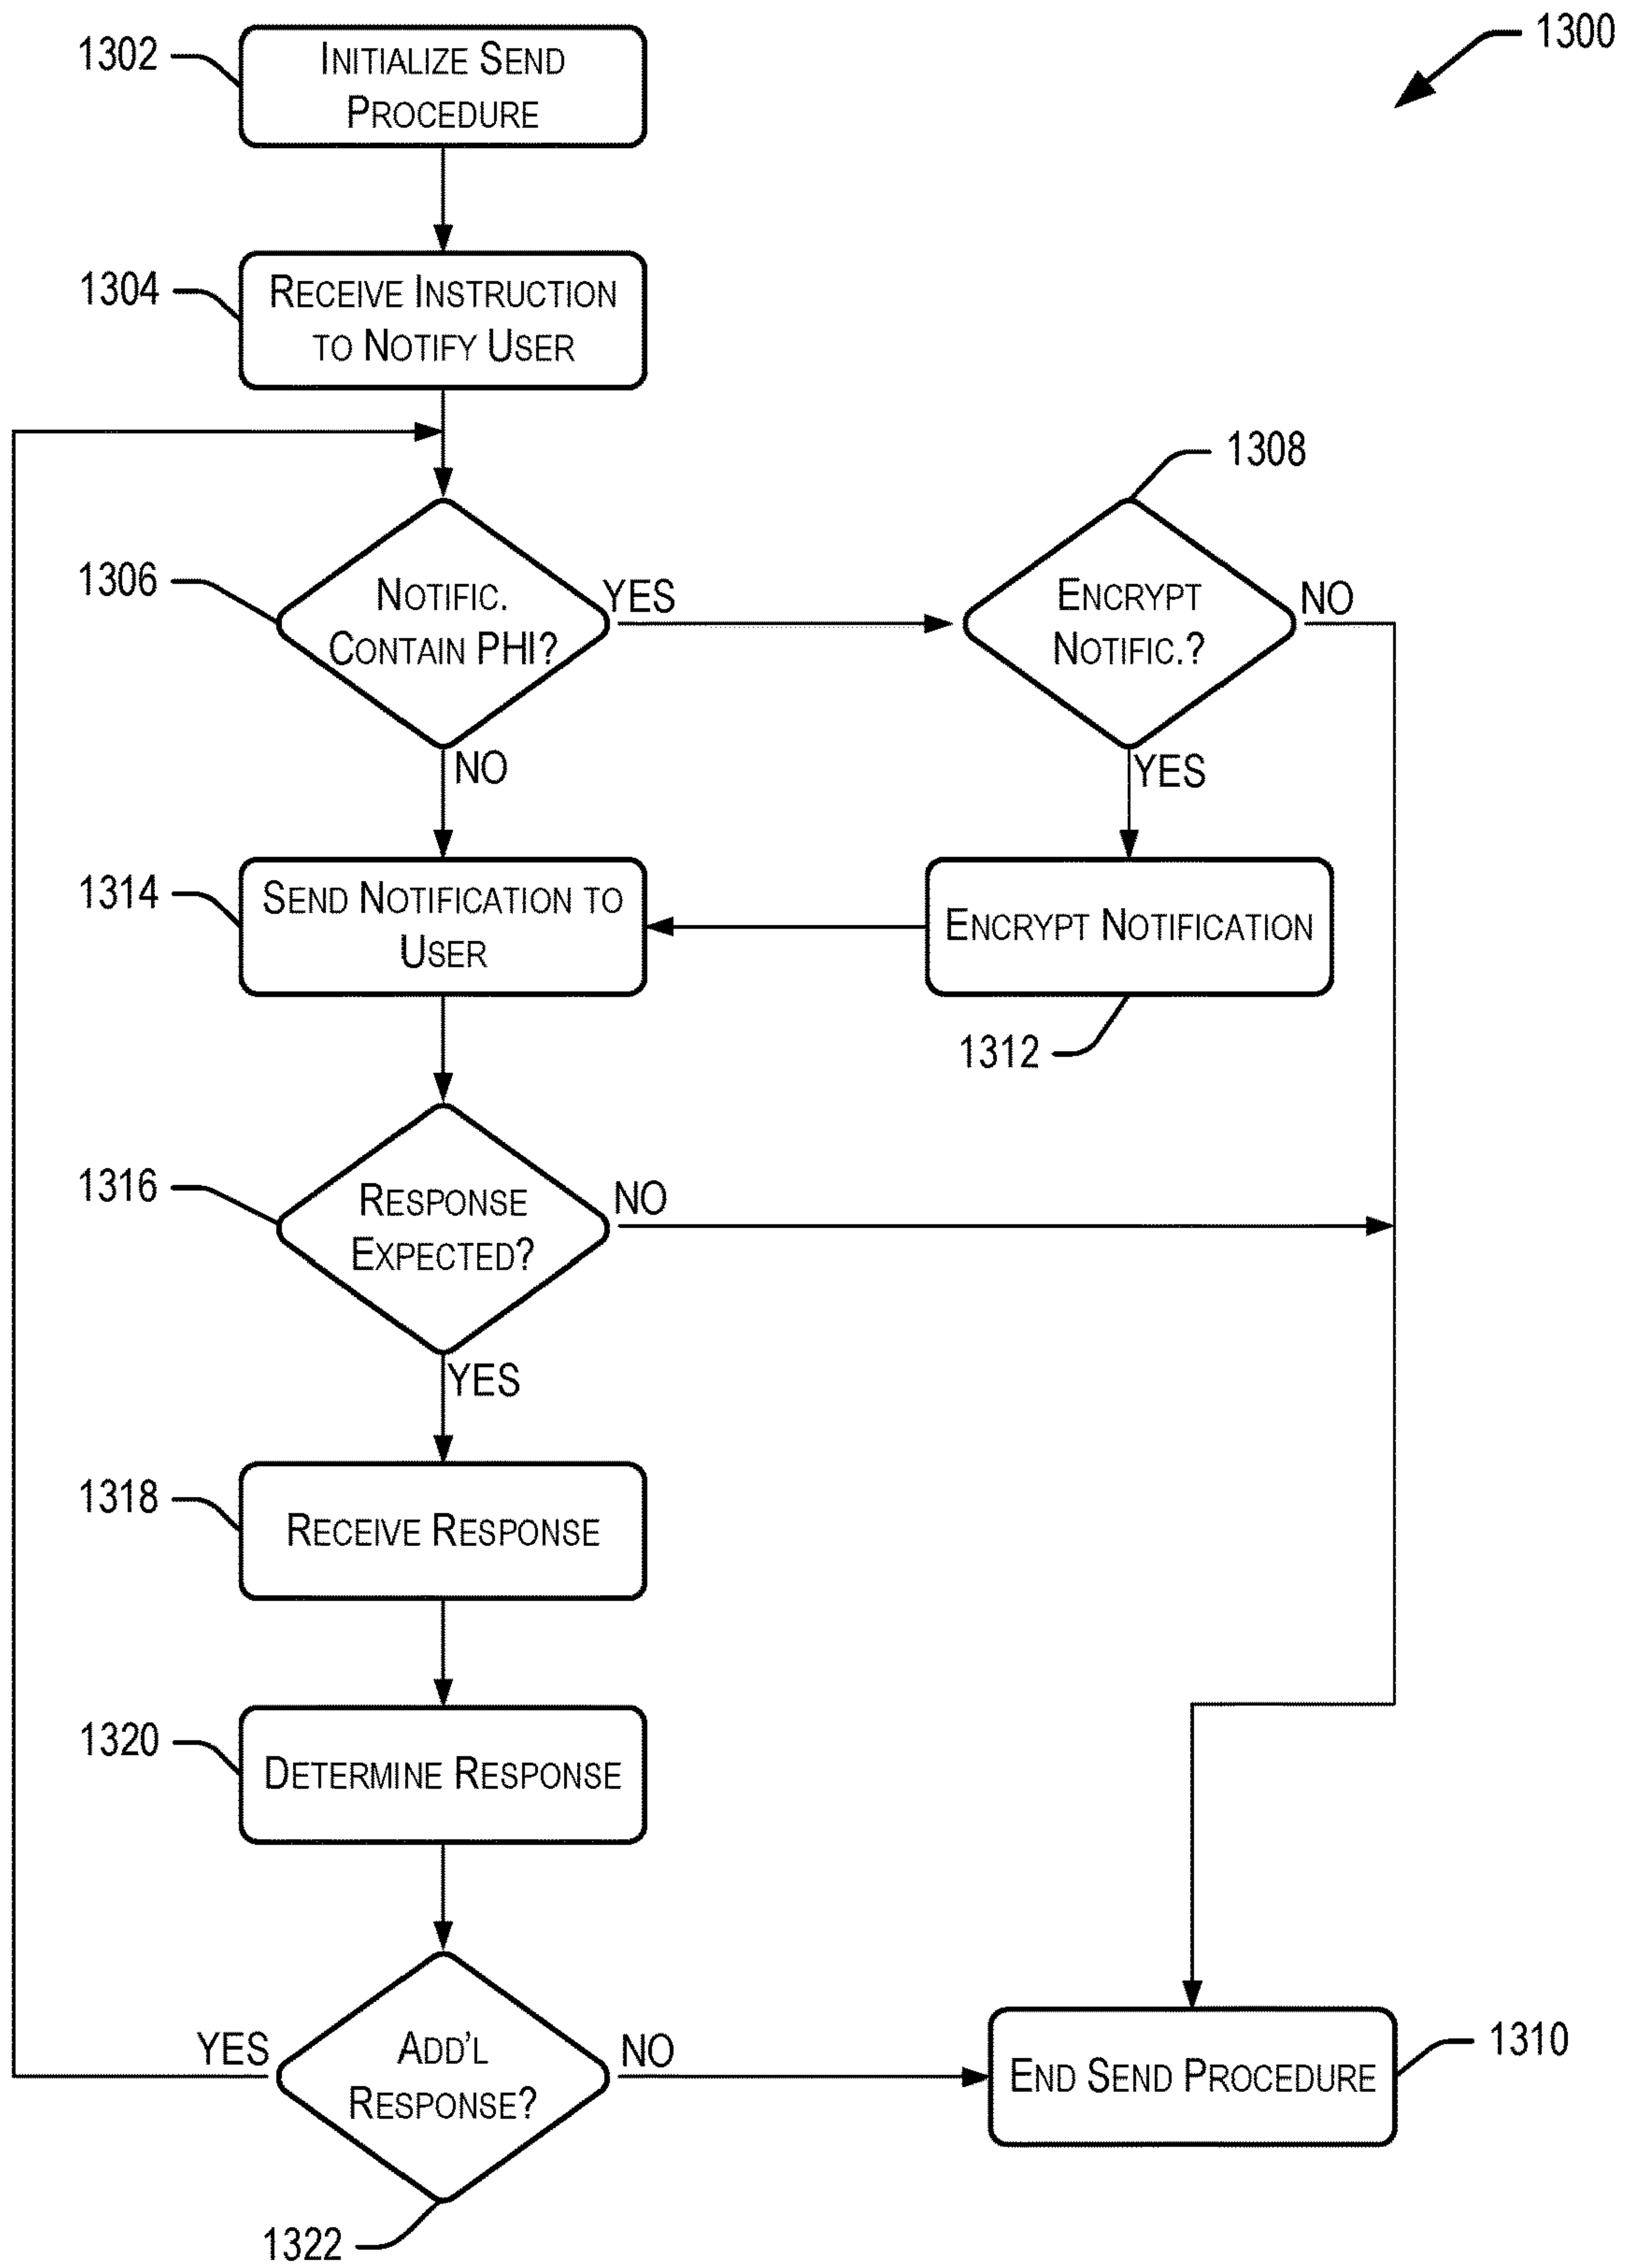 1300
1302
INITIALIZE SEND
PROCEDURE
1304
RECEIVE INSTRUCTION
TO NOTIFY USER
1306
NOTIFIC.
CONTAIN PHI?
YES
NO
1308
ENCRYPT
NOTIFIC.?
NO
YES
1314
SEND NOTIFICATION TO
USER
ENCRYPT NOTIFICATION
1312
1316
RESPONSE
EXPECTED?
NO
YES
1318
RECEIVE RESPONSE
1320
DETERMINE RESPONSE
YES
ADD'L
RESPONSE?
NO
1322
END SEND PROCEDURE
1310